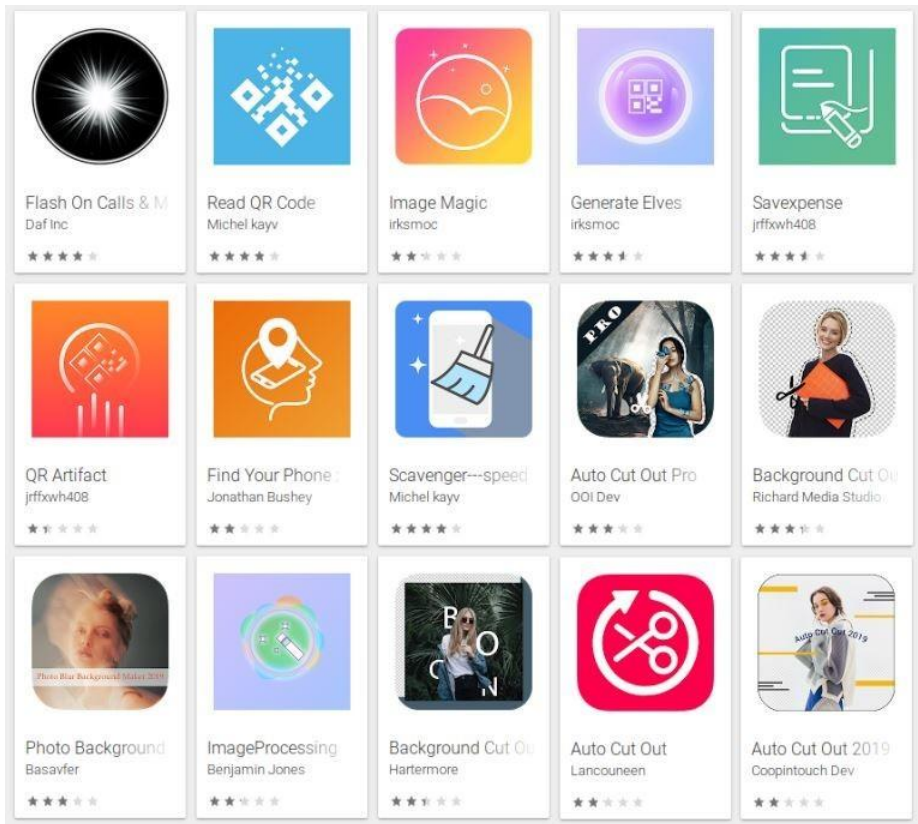 Flash On Calls & M
Daf Inc
Read QR Code
Michel kayv
Image Magic
irksmoc
Generate Elves
irksmoc
Savexpense
jrffxwh408
QR Artifact
jrffxwh408
Find Your Phone :
Jonathan Bushey
Scavenger---speed
Michel kayv
PRO
Auto Cut Out Pro
OOI Dev
Background Cut Ou
Richard Media Studio
Photo Blur Background Maker 2019
Photo Background
Basavfer
ImageProcessing
Benjamin Jones
B
O
O
N
Background Cut Ou
Hartermore
Auto Cut Out
Lancouneen
Auto Cut Out 2019
Auto Cut Out 2019
Coopintouch Dev